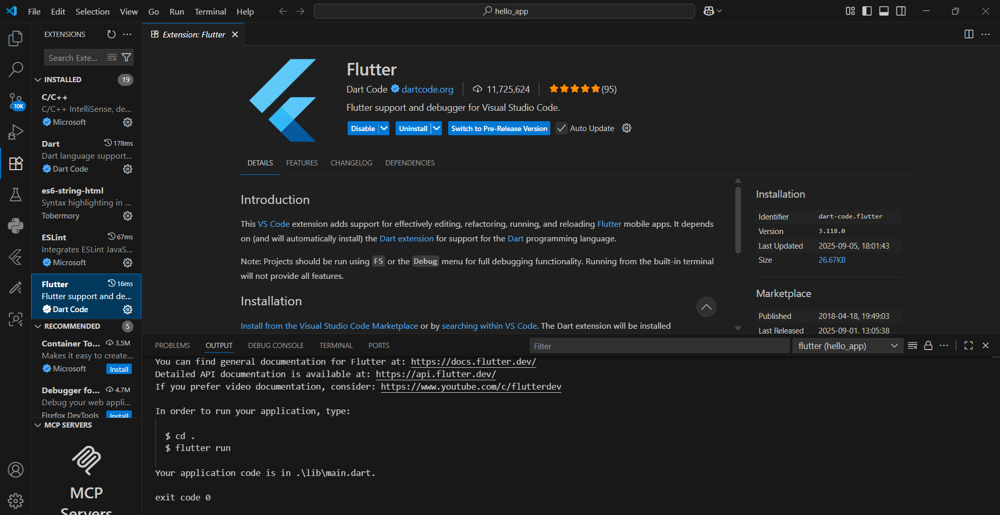 File Edit Selection View Go Run Terminal Help
hello_app
EXTENSIONS
Search Exte...
INSTALLED 19
C/C++
C/C++ IntelliSense, de...
Microsoft
10K
Dart 178ms
Dart language support...
Dart Code
es6-string-html
Syntax highlighting in ...
Tobermory
ESLint 67ms
Integrates ESLint JavaS...
Microsoft
Flutter 16ms
Flutter support and de...
Dart Code
RECOMMENDED 5
Container To... 3.5M
Makes it easy to create...
Microsoft Install
Debugger fo... 4.7M
Debug your web appli...
Firefox DevTools Install
MCP SERVERS
MCP
Servers
Extension: Flutter
Flutter
Dart Code dartcode.org 11,725,624 (95)
Flutter support and debugger for Visual Studio Code.
Disable Uninstall Switch to Pre-Release Version Auto Update
DETAILS FEATURES CHANGELOG DEPENDENCIES
Introduction
This VS Code extension adds support for effectively editing, refactoring, running, and reloading Flutter mobile apps. It depends
on (and will automatically install) the Dart extension for support for the Dart programming language.
Note: Projects should be run using F5 or the Debug menu for full debugging functionality. Running from the built-in terminal
will not provide all features.
Installation
Install from the Visual Studio Code Marketplace or by searching within VS Code. The Dart extension will be installed
Installation
Identifier dart-code.flutter
Version 3.118.0
Last Updated 2025-09-05, 18:01:43
Size 26.67KB
Marketplace
Published 2018-04-18, 19:49:03
Last Released 2025-09-01, 13:05:38
PROBLEMS OUTPUT DEBUG CONSOLE TERMINAL PORTS
Filter
flutter (hello_app)
You can find general documentation for Flutter at: https://docs.flutter.dev/
Detailed API documentation is available at: https://api.flutter.dev/
If you prefer video documentation, consider: https://www.youtube.com/c/flutterdev
In order to run your application, type:
$ cd .
$ flutter run
Your application code is in .\lib\main.dart.
exit code 0